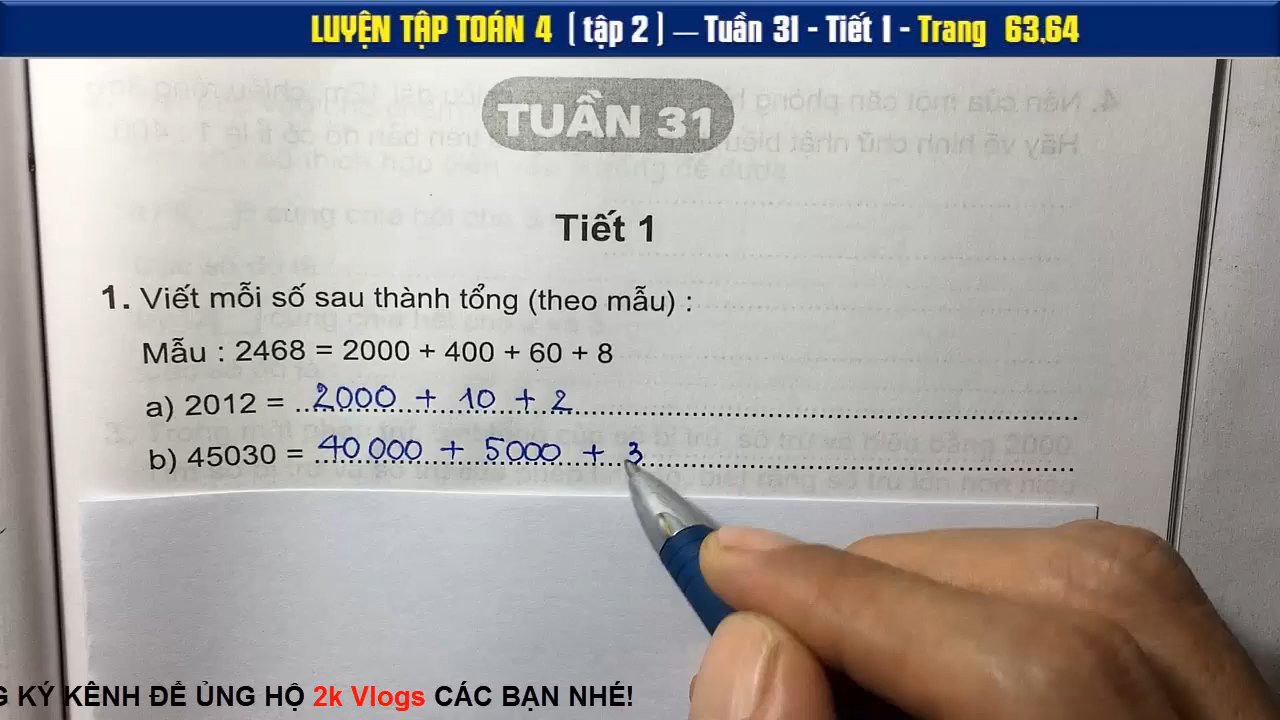 LUYỆN TẬP TOÁN 4 ( tập 2 ) — Tuần 31 - Tiết 1 - Trang 63,64
TUẦN 31
Tiết 1
1. Viết mỗi số sau thành tổng (theo mẫu) :
Mẫu : 2468 = 2000 + 400 + 60 + 8
a) 2012 = 2000 + 10 + 2
b) 45030 = 40 000 + 5000 + 3
KÝ KÊNH ĐỂ ỦNG HỘ 2k Vlogs CÁC BẠN NHÉ!